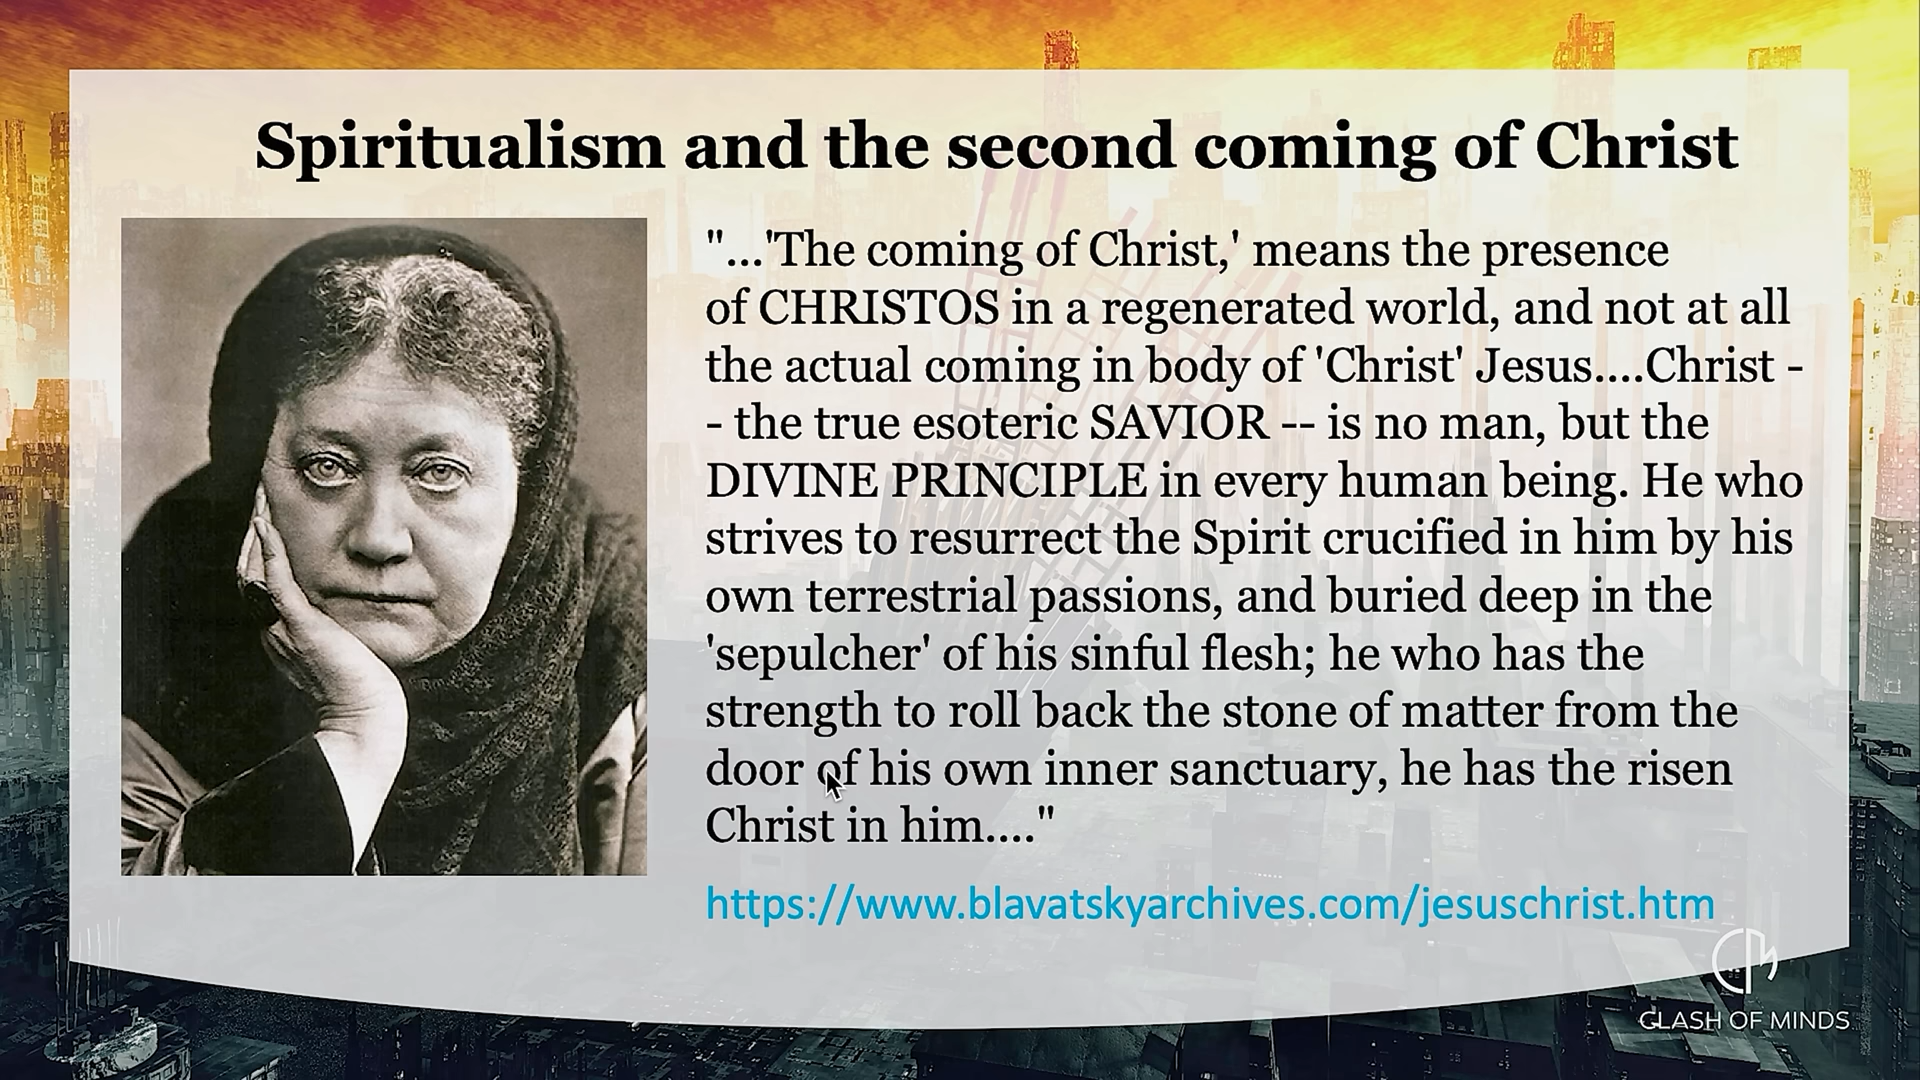 Spiritualism and the second coming of Christ
"...'The coming of Christ,' means the presence
of CHRISTOS in a regenerated world, and not at all
the actual coming in body of 'Christ' Jesus....Christ -
- the true esoteric SAVIOR -- is no man, but the
DIVINE PRINCIPLE in every human being. He who
strives to resurrect the Spirit crucified in him by his
own terrestrial passions, and buried deep in the
'sepulcher' of his sinful flesh; he who has the
strength to roll back the stone of matter from the
door of his own inner sanctuary, he has the risen
Christ in him...."
https://www.blavatskyarchives.com/jesuschrist.htm
CLASH OF MINDS